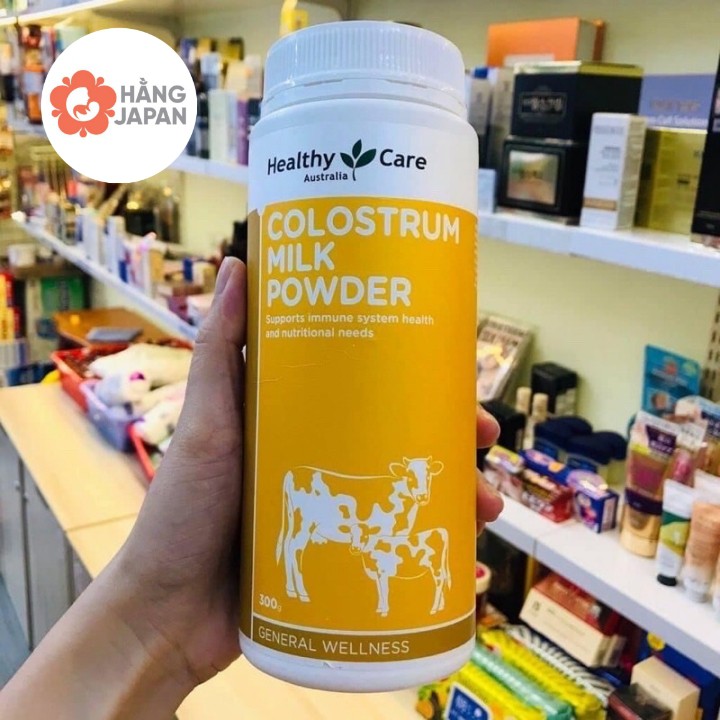 HẰNG
JAPAN
Healthy Care
Australia
COLOSTRUM
MILK
POWDER
Supports immune system health
and nutritional needs
300g
GENERAL WELLNESS